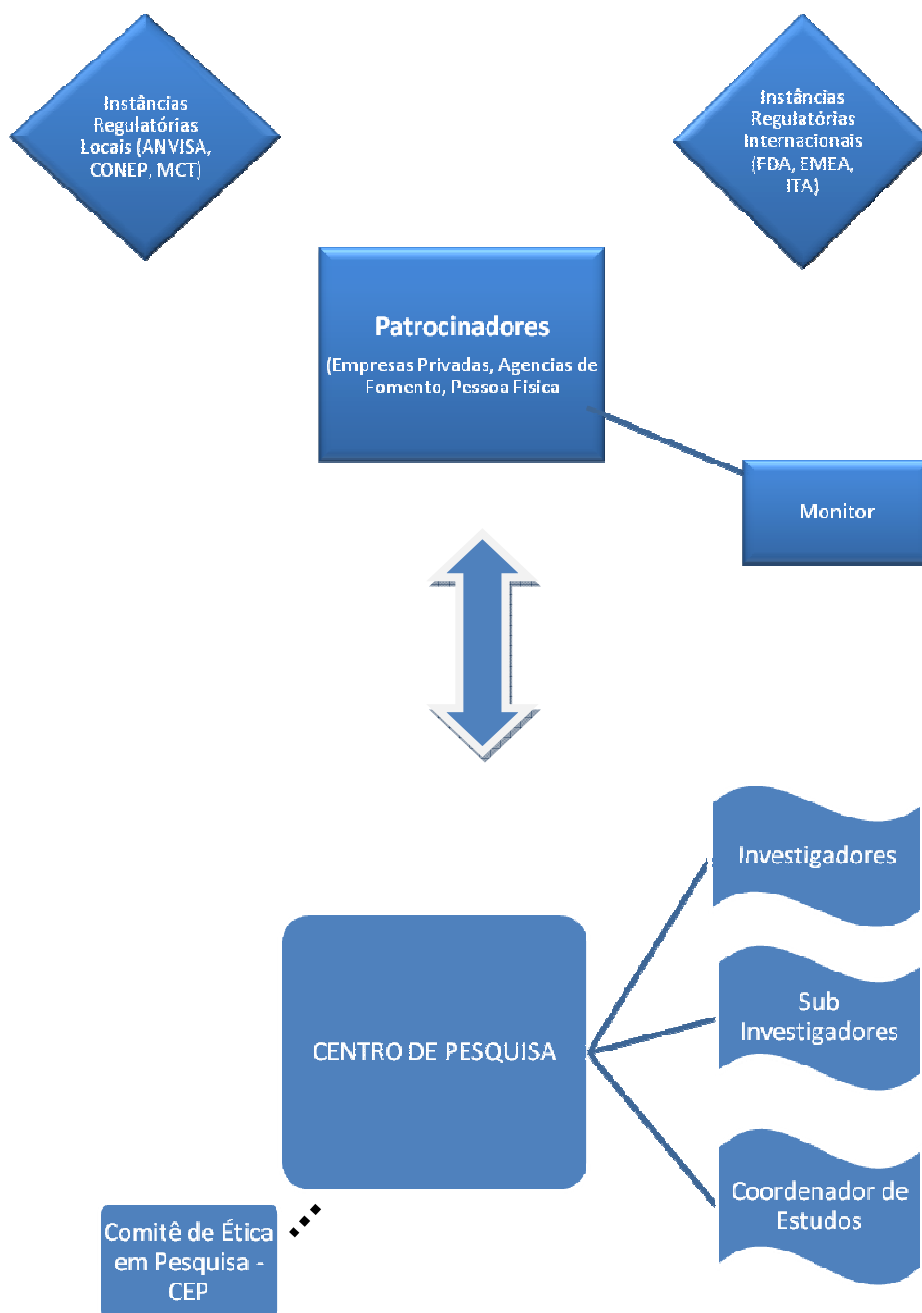 Instâncias
Regulatórias
Locais (ANVISA,
CONEP, MCT)
Instâncias
Regulatórias
Internacionais
(FDA, EMEA,
ITA)
Patrocinadores
(Empresas Privadas, Agencias de
Fomento, Pessoa Fisica
Monitor
Investigadores
Sub
Investigadores
CENTRO DE PESQUISA
Coordenador de
Estudos
Comitê de Ética
em Pesquisa -
CEP